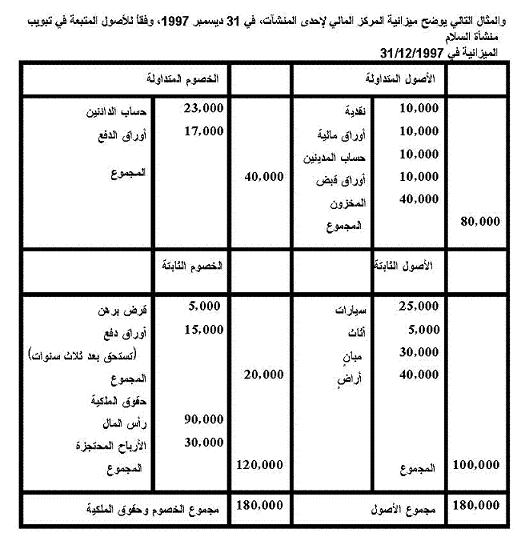 والمثال التالي يوضح ميزانية المركز المالي لإحدى المنشآت، في 31 ديسمبر 1997، وفقاً للأصول المتبعة في تبويب
منشأة السلام
الميزانية في 31/12/1997
الأصول المتداولة
الخصوم المتداولة
10,000 نقدية
23,000 حساب الدائنين
10,000 أوراق مالية
17,000 أوراق الدفع
10,000 حساب المدينين
40,000 المجموع
10,000 أوراق قبض
40,000 المخزون
80,000 المجموع
الأصول الثابتة
الخصوم الثابتة
25,000 سيارات
5,000 قرض برهن
5,000 أثاث
15,000 أوراق دفع
30,000 مبانٍ
(تستحق بعد ثلاث سنوات)
40,000 أراضٍ
20,000 المجموع
حقوق الملكية
90,000 رأس المال
30,000 الأرباح المحتجزة
100,000 المجموع
120,000 المجموع
180,000 مجموع الأصول
180,000 مجموع الخصوم وحقوق الملكية